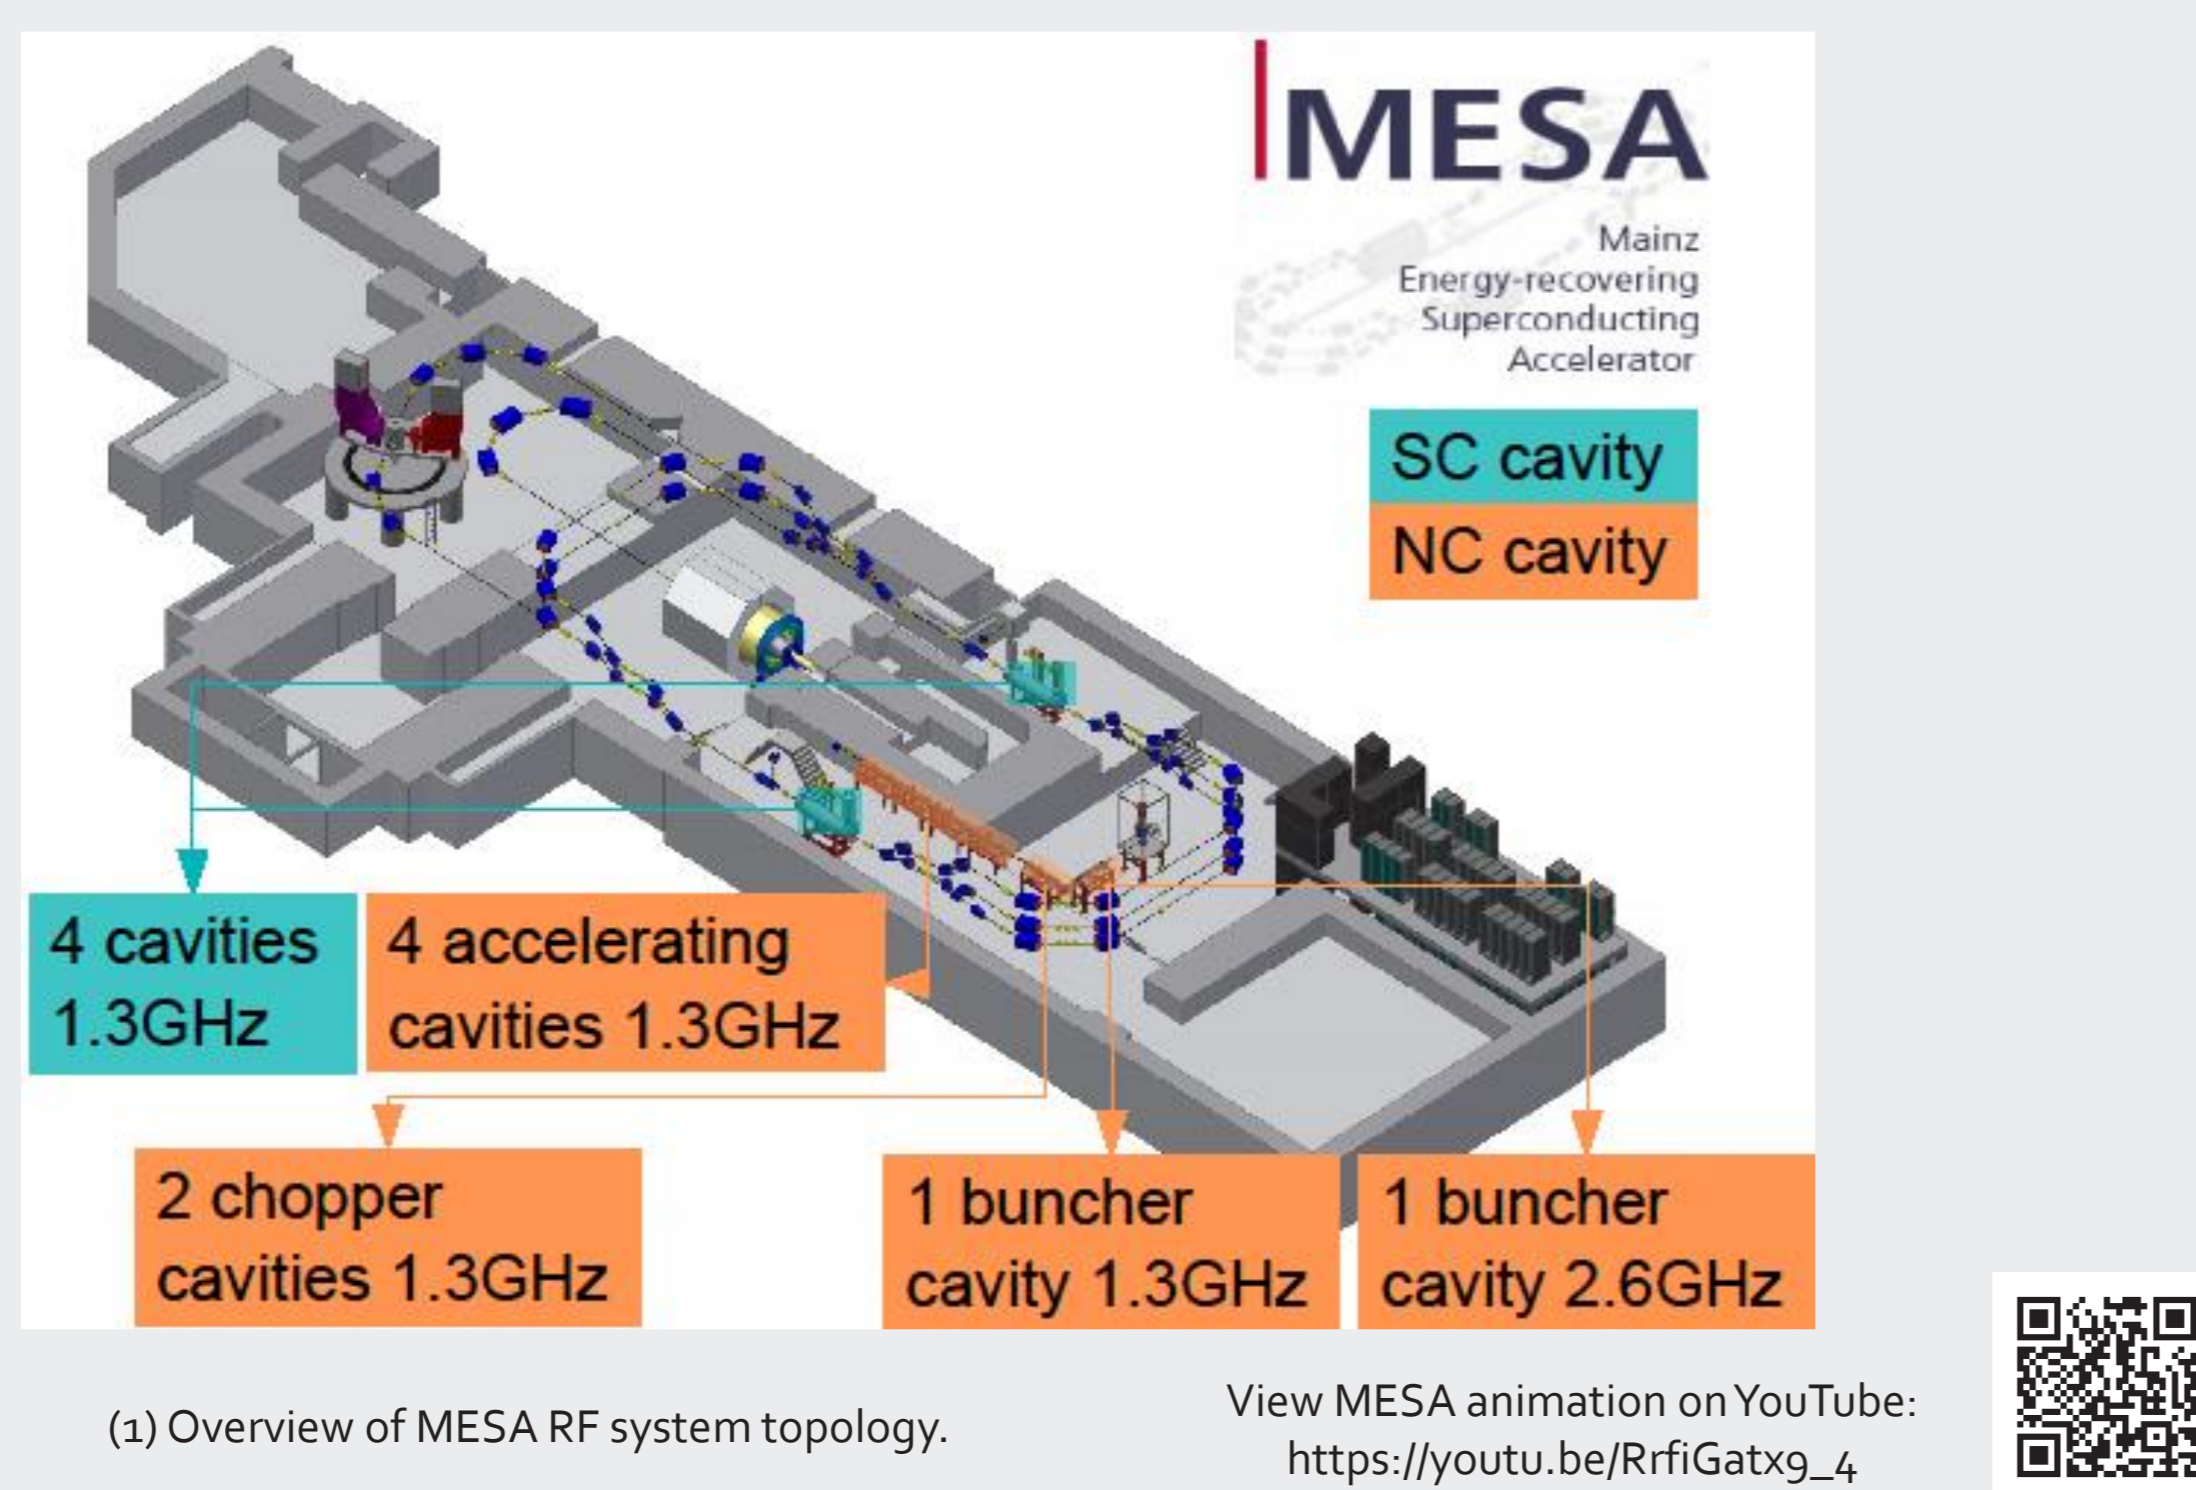 MESA
Mainz
Energy-recovering
Superconducting
Accelerator
SC cavity
NC cavity
4 cavities
1.3GHz
4 accelerating
cavities 1.3GHz
2 chopper
cavities 1.3GHz
1 buncher
cavity 1.3GHz
1 buncher
cavity 2.6GHz
(1) Overview of MESA RF system topology.
View MESA animation on YouTube:
https://youtu.be/RrfiGatx9_4